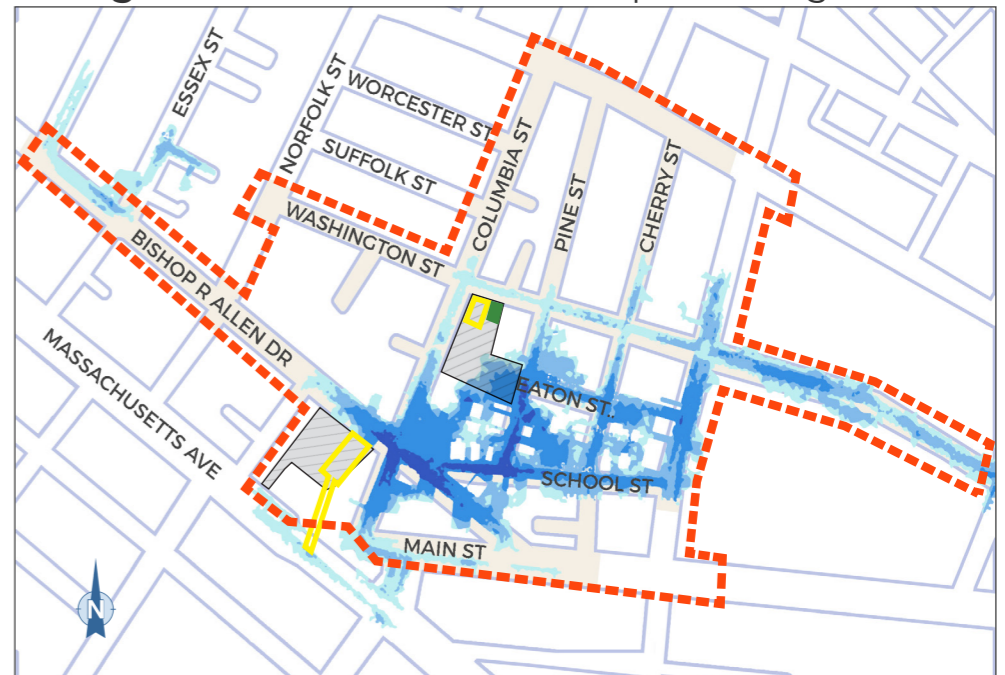 ESSEX ST
NORFOLK ST
WORCESTER ST
SUFFOLK ST
WASHINGTON ST
COLUMBIA ST
PINE ST
CHERRY ST
BISHOP R ALLEN DR
MASSACHUSETTS AVE
EATON ST..
SCHOOL ST
MAIN ST
N